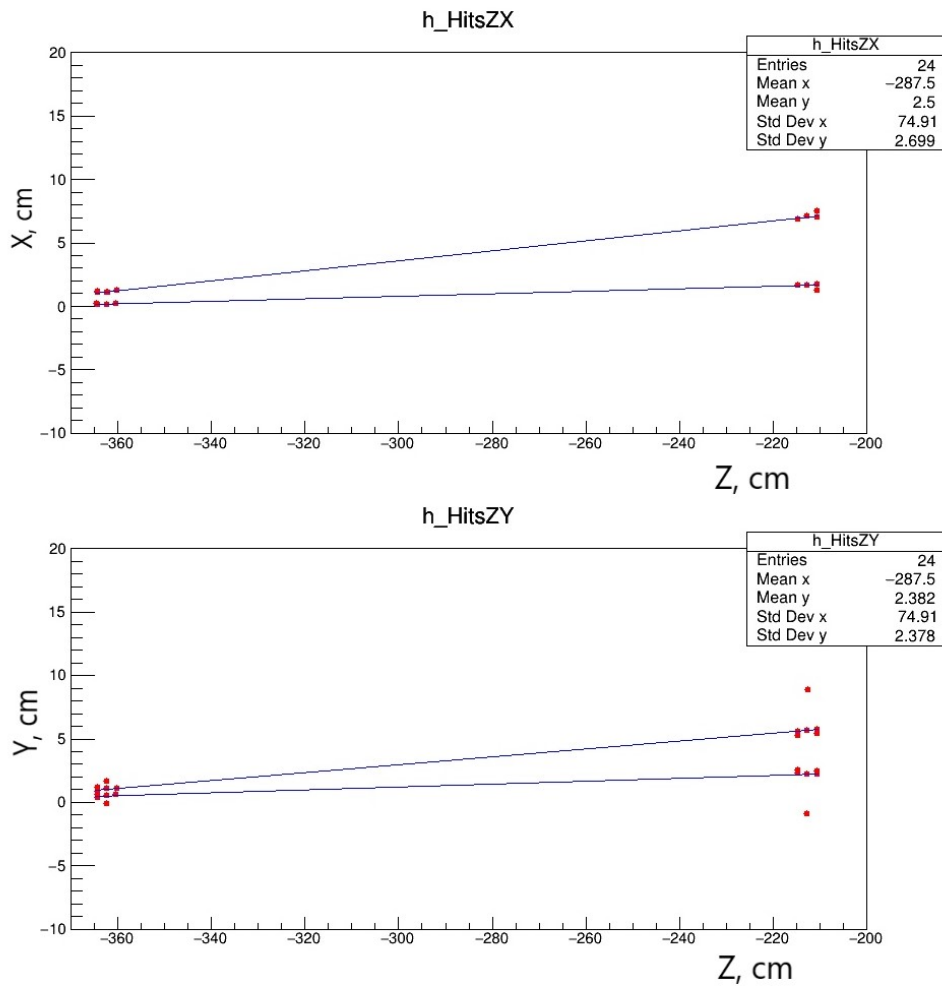 h_HitsZX
h_HitsZX
Entries 24
Mean x −287.5
Mean y 2.5
Std Dev x 74.91
Std Dev y 2.699
20
15
10
5
0
−5
−10
X, cm
−360 −340 −320 −300 −280 −260 −240 −220 −200
Z, cm
h_HitsZY
h_HitsZY
Entries 24
Mean x −287.5
Mean y 2.382
Std Dev x 74.91
Std Dev y 2.378
20
15
10
5
0
−5
−10
Y, cm
−360 −340 −320 −300 −280 −260 −240 −220 −200
Z, cm